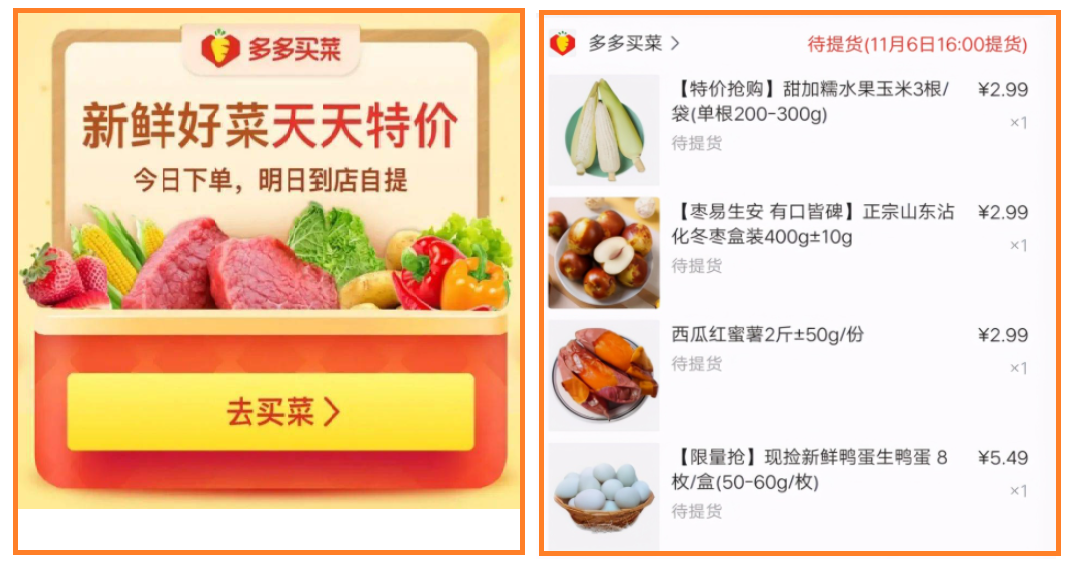 多多买菜
新鲜好菜天天特价
今日下单，明日到店自提
去买菜 >
多多买菜 >
待提货(11月6日16:00提货)
【特价抢购】甜加糯水果玉米3根/
¥2.99
袋(单根200-300g)
×1
待提货
【枣易生安 有口皆碑】正宗山东沾
¥2.99
化冬枣盒装400g±10g
×1
待提货
西瓜红蜜薯2斤±50g/份
¥2.99
待提货
×1
【限量抢】现捡新鲜鸭蛋生鸭蛋 8
¥5.49
枚/盒(50-60g/枚)
×1
待提货